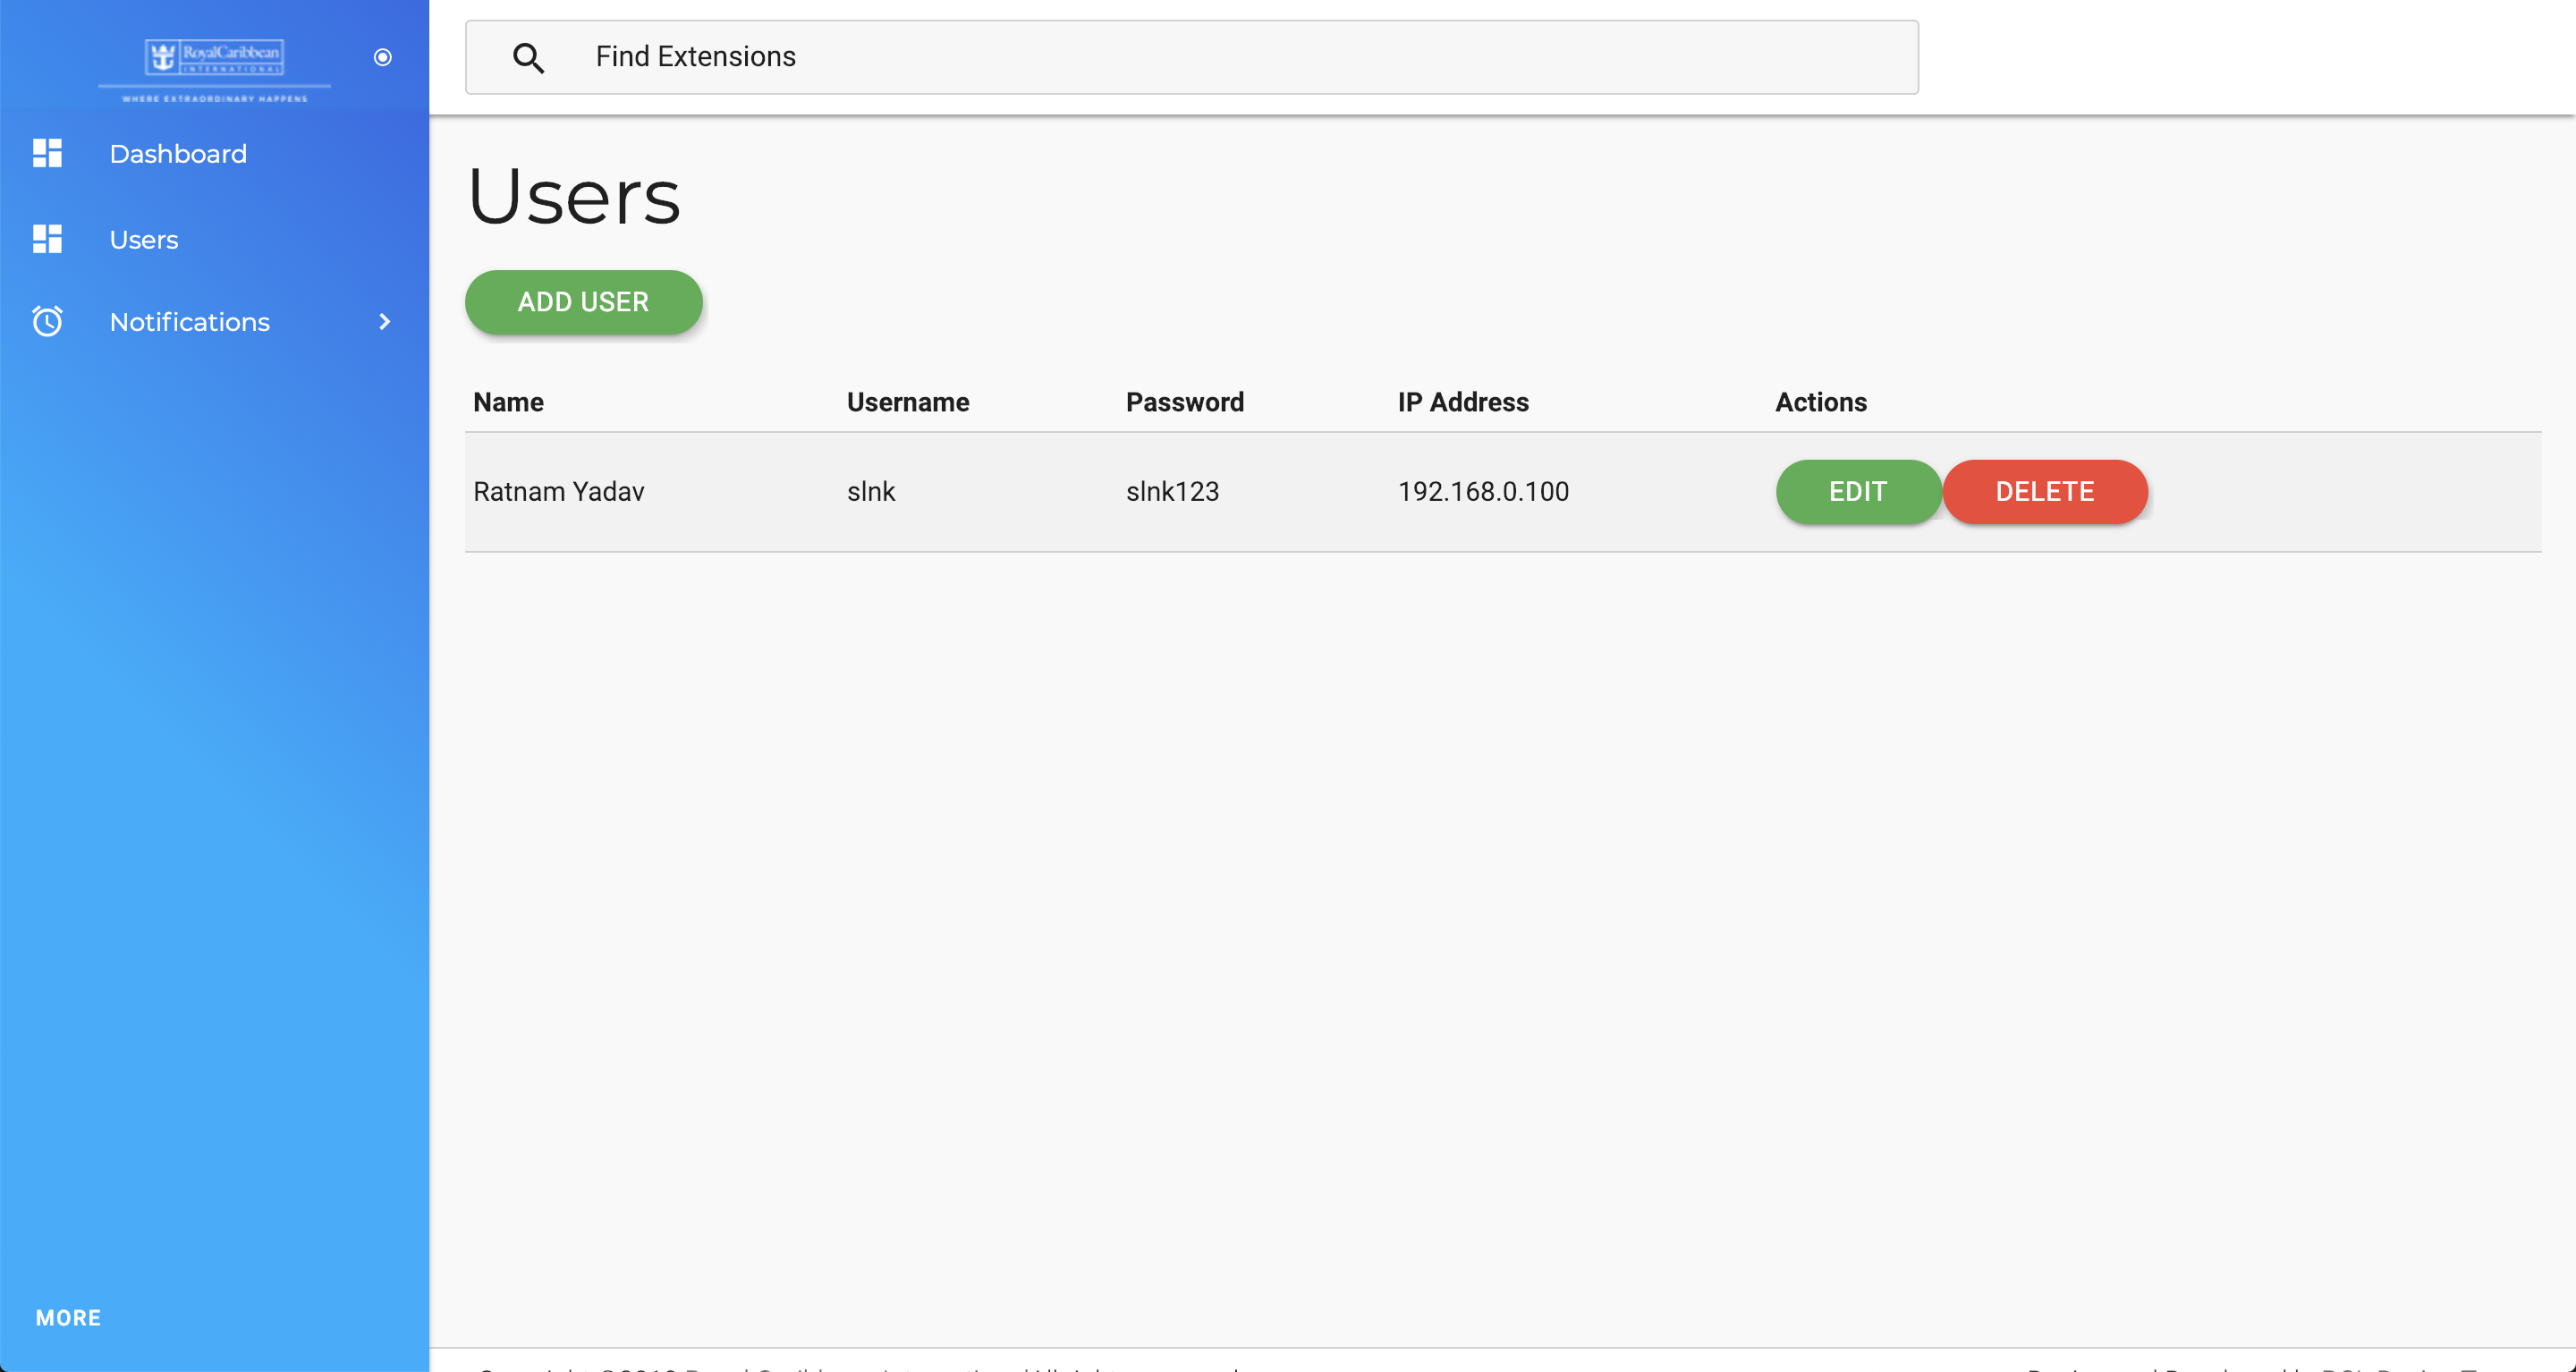 RoyalCaribbean
INTERNATIONAL
WHERE EXTRAORDINARY HAPPENS
Dashboard
Users
Notifications
MORE
Find Extensions
Users
ADD USER
Name Username Password IP Address Actions
Ratnam Yadav slnk slnk123 192.168.0.100 EDIT DELETE